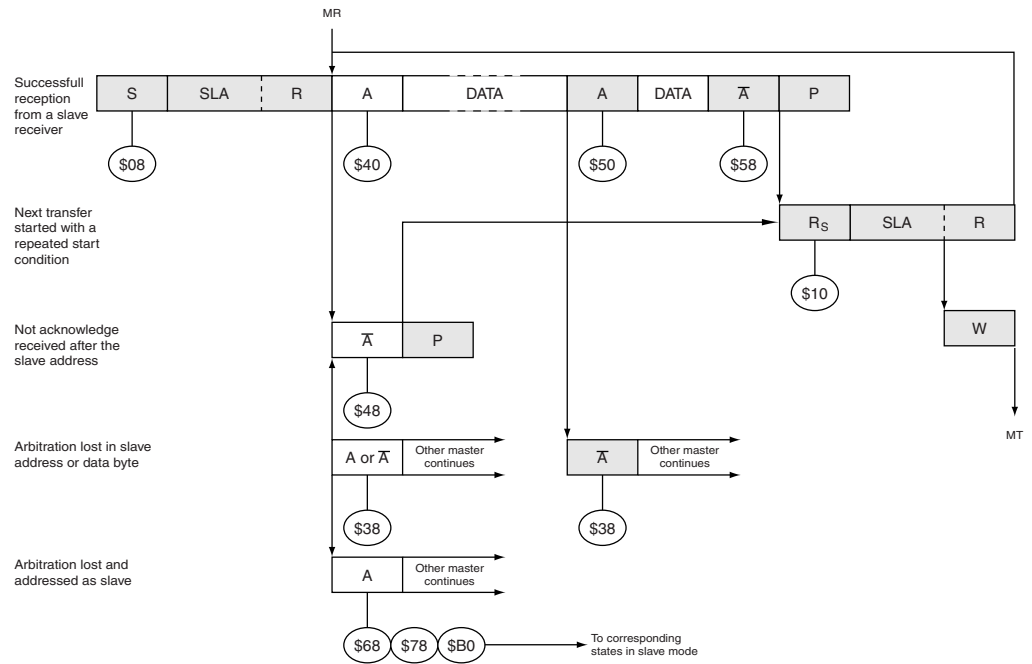 MR
Successfull
reception
from a slave
receiver
S SLA R A DATA A DATA A̅ P
$08 $40 $50 $58
Next transfer
started with a
repeated start
condition
RS SLA R
$10
Not acknowledge
received after the
slave address
A̅ P
W
$48
MT
Arbitration lost in slave
address or data byte
A or A̅
Other master
continues
A̅
Other master
continues
$38 $38
Arbitration lost and
addressed as slave
A
Other master
continues
$68 $78 $B0
To corresponding
states in slave mode